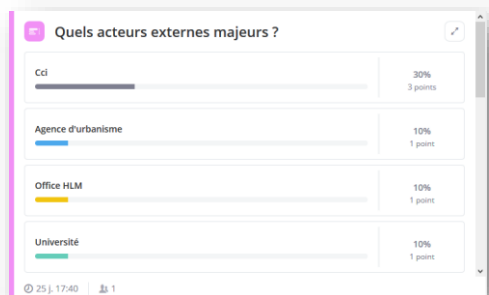 Quels acteurs externes majeurs ?
Cci
30%
3 points
Agence d'urbanisme
10%
1 point
Office HLM
10%
1 point
Université
10%
1 point
25 j. 17:40
1